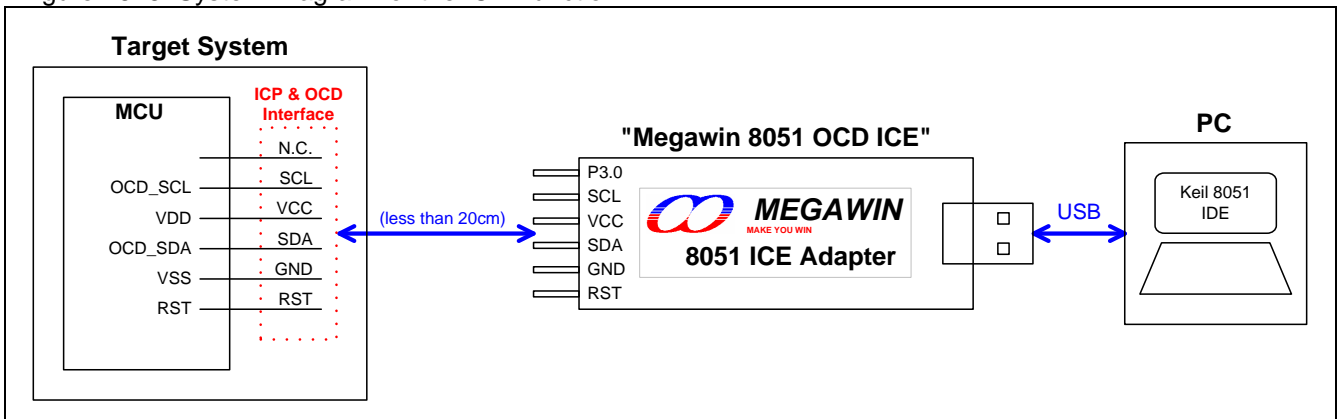 Target System
MCU
ICP & OCD
Interface
N.C.
OCD_SCL
SCL
VDD
VCC
OCD_SDA
SDA
VSS
GND
RST
RST
(less than 20cm)
"Megawin 8051 OCD ICE"
P3.0
SCL
VCC
SDA
GND
RST
MEGAWIN
MAKE YOU WIN
8051 ICE Adapter
USB
PC
Keil 8051
IDE